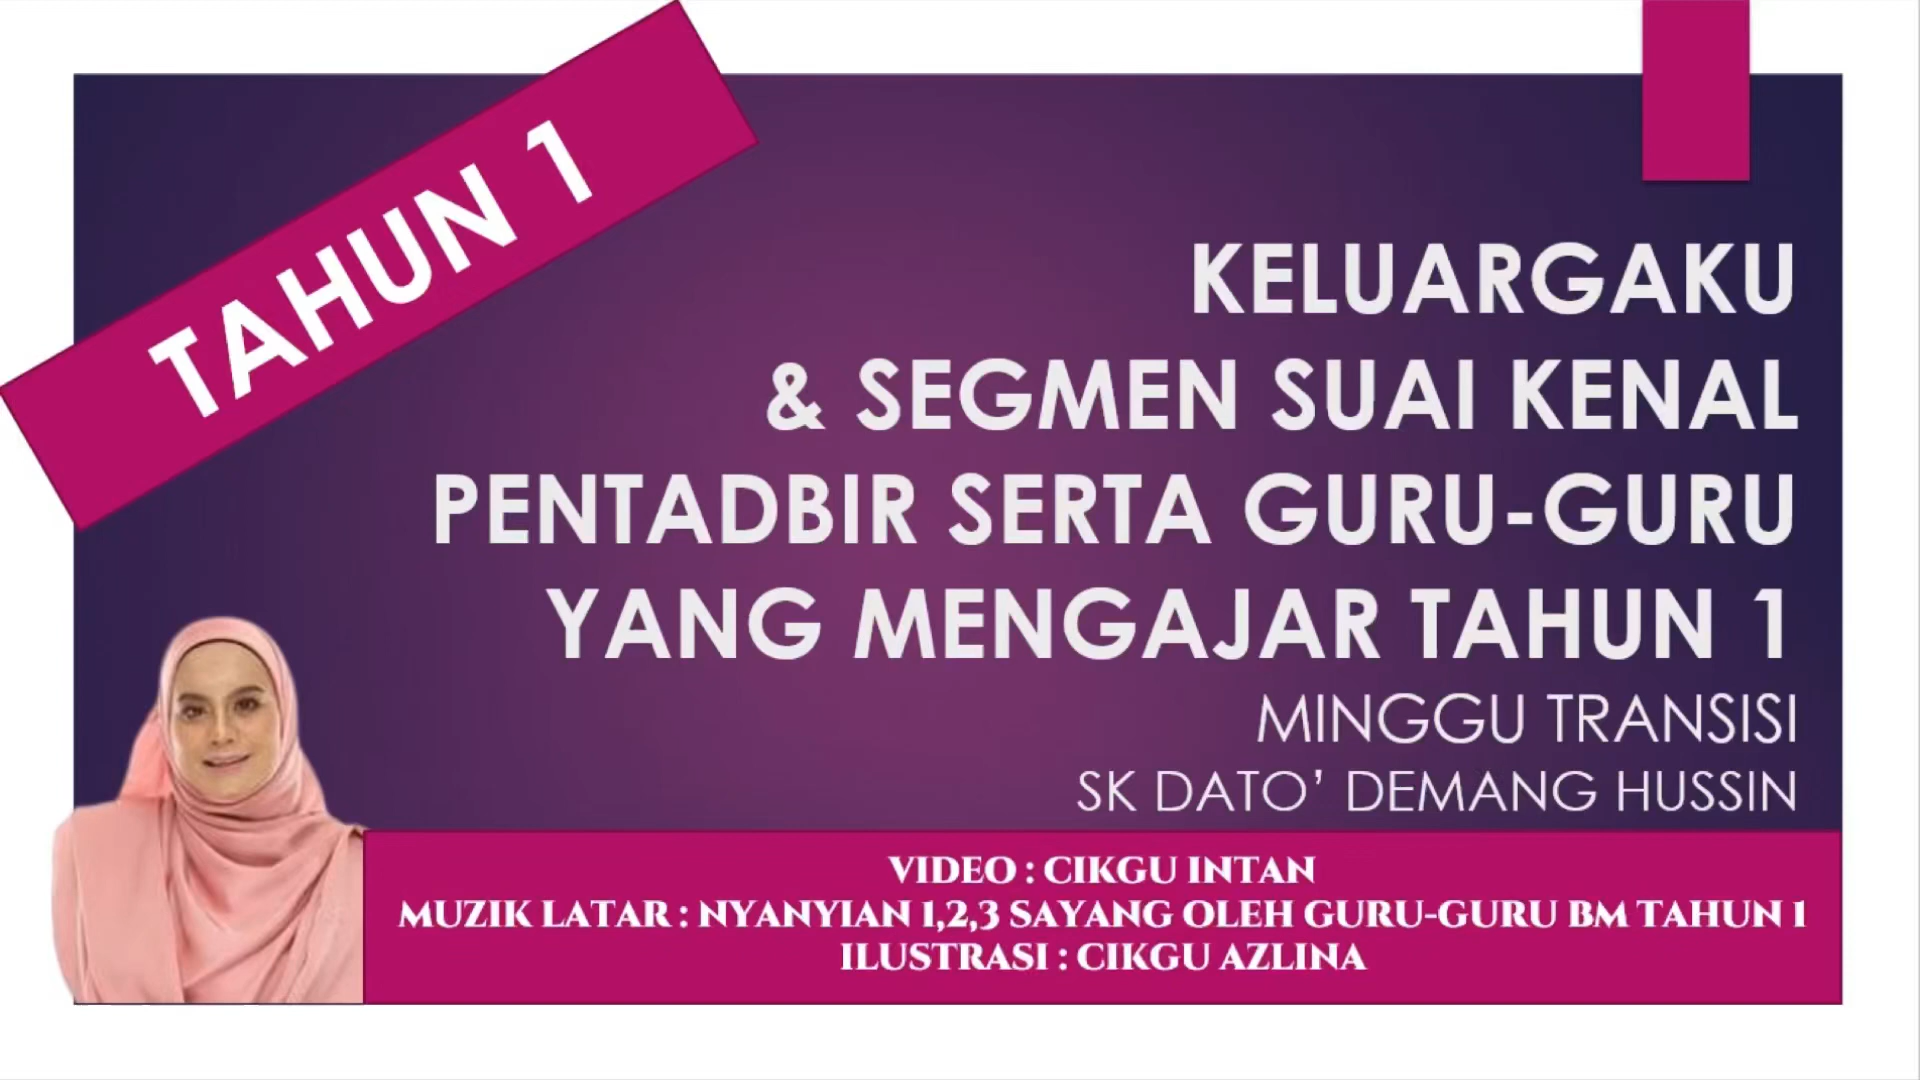 TAHUN 1
KELUARGAKU
& SEGMEN SUAI KENAL
PENTADBIR SERTA GURU-GURU
YANG MENGAJAR TAHUN 1
MINGGU TRANSISI
SK DATO’ DEMANG HUSSIN
VIDEO : CIKGU INTAN
MUZIK LATAR : NYANYIAN 1,2,3 SAYANG OLEH GURU-GURU BM TAHUN 1
ILUSTRASI : CIKGU AZLINA